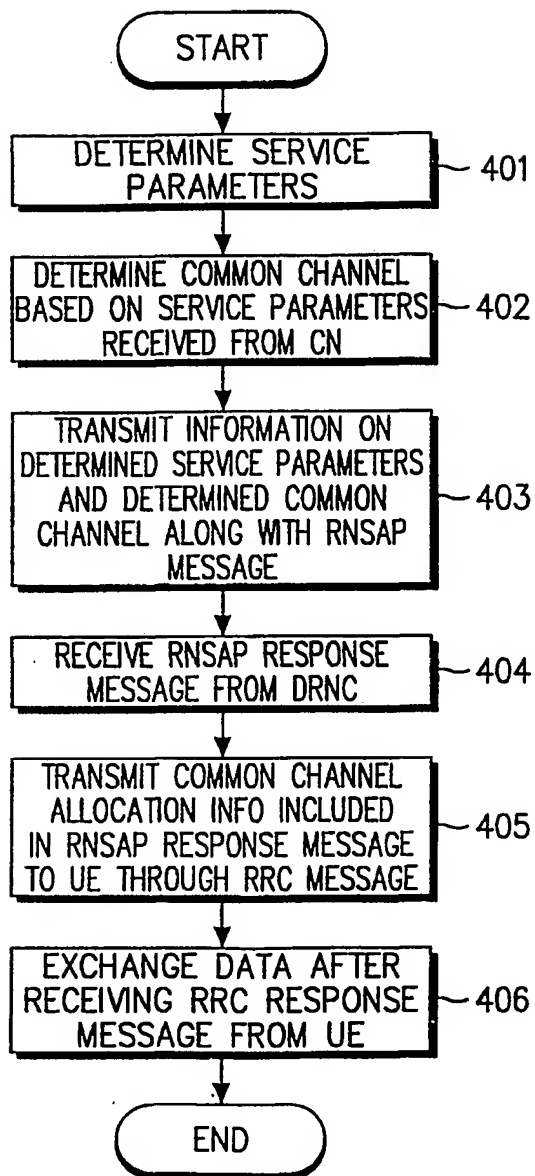 START
DETERMINE SERVICE
PARAMETERS
401
DETERMINE COMMON CHANNEL
BASED ON SERVICE PARAMETERS
RECEIVED FROM CN
402
TRANSMIT INFORMATION ON
DETERMINED SERVICE PARAMETERS
AND DETERMINED COMMON
CHANNEL ALONG WITH RNSAP
MESSAGE
403
RECEIVE RNSAP RESPONSE
MESSAGE FROM DRNC
404
TRANSMIT COMMON CHANNEL
ALLOCATION INFO INCLUDED
IN RNSAP RESPONSE MESSAGE
TO UE THROUGH RRC MESSAGE
405
EXCHANGE DATA AFTER
RECEIVING RRC RESPONSE
MESSAGE FROM UE
406
END